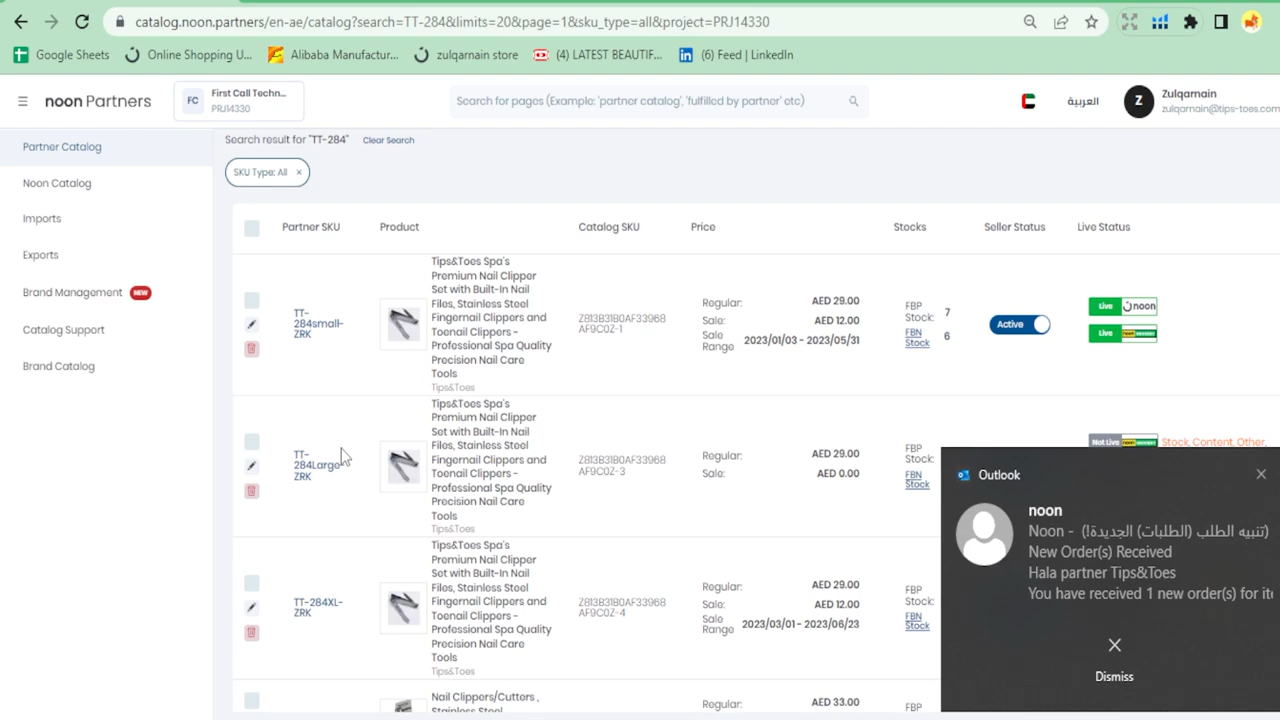 catalog.noon.partners/en-ae/catalog?search=TT-284&limits=20&page=1&sku_type=all&project=PRJ14330
Google Sheets
Online Shopping U...
Alibaba Manufactur...
zulqarnain store
(4) LATEST BEAUTIF...
(6) Feed | LinkedIn
noon Partners
FC
First Call Techn...
PRJ14330
Search for pages (Example: 'partner catalog', 'fulfilled by partner' etc)
العربية
Z
Zulqarnain
zulqarnain@tips-toes.com
Partner Catalog
Noon Catalog
Imports
Exports
Brand Management NEW
Catalog Support
Brand Catalog
Search result for "TT-284" Clear Search
SKU Type: All ×
Partner SKU Product Catalog SKU Price Stocks Seller Status Live Status
TT-
284small-
ZRK
Tips&Toes Spa's
Premium Nail Clipper
Set with Built-In Nail
Files, Stainless Steel
Fingernail Clippers and
Toenail Clippers -
Professional Spa Quality
Precision Nail Care
Tools
Tips&Toes
Z813B31B0AF33968
AF9C0Z-1
Regular: AED 29.00
Sale: AED 12.00
Sale
Range 2023/01/03 - 2023/05/31
FBP
Stock: 7
FBN
Stock 6
Active
Live noon
Live
TT-
284Large-
ZRK
Tips&Toes Spa's
Premium Nail Clipper
Set with Built-In Nail
Files, Stainless Steel
Fingernail Clippers and
Toenail Clippers -
Professional Spa Quality
Precision Nail Care
Tools
Tips&Toes
Z813B31B0AF33968
AF9C0Z-3
Regular: AED 29.00
Sale: AED 0.00
FBP
Stock:
FBN
Stock
Not Live
Stock, Content, Other,
TT-284XL-
ZRK
Tips&Toes Spa's
Premium Nail Clipper
Set with Built-In Nail
Files, Stainless Steel
Fingernail Clippers and
Toenail Clippers -
Professional Spa Quality
Precision Nail Care
Tools
Tips&Toes
Z813B31B0AF33968
AF9C0Z-4
Regular: AED 29.00
Sale: AED 12.00
Sale
Range 2023/03/01 - 2023/06/23
FBP
Stock:
FBN
Stock
Nail Clippers/Cutters ,
Stainless Steel
Regular: AED 33.00
FBP
Outlook
noon
Noon - تنبيه الطلب (الطلبات) الجديدة!)
New Order(s) Received
Hala partner Tips&Toes
You have received 1 new order(s) for ite
Dismiss